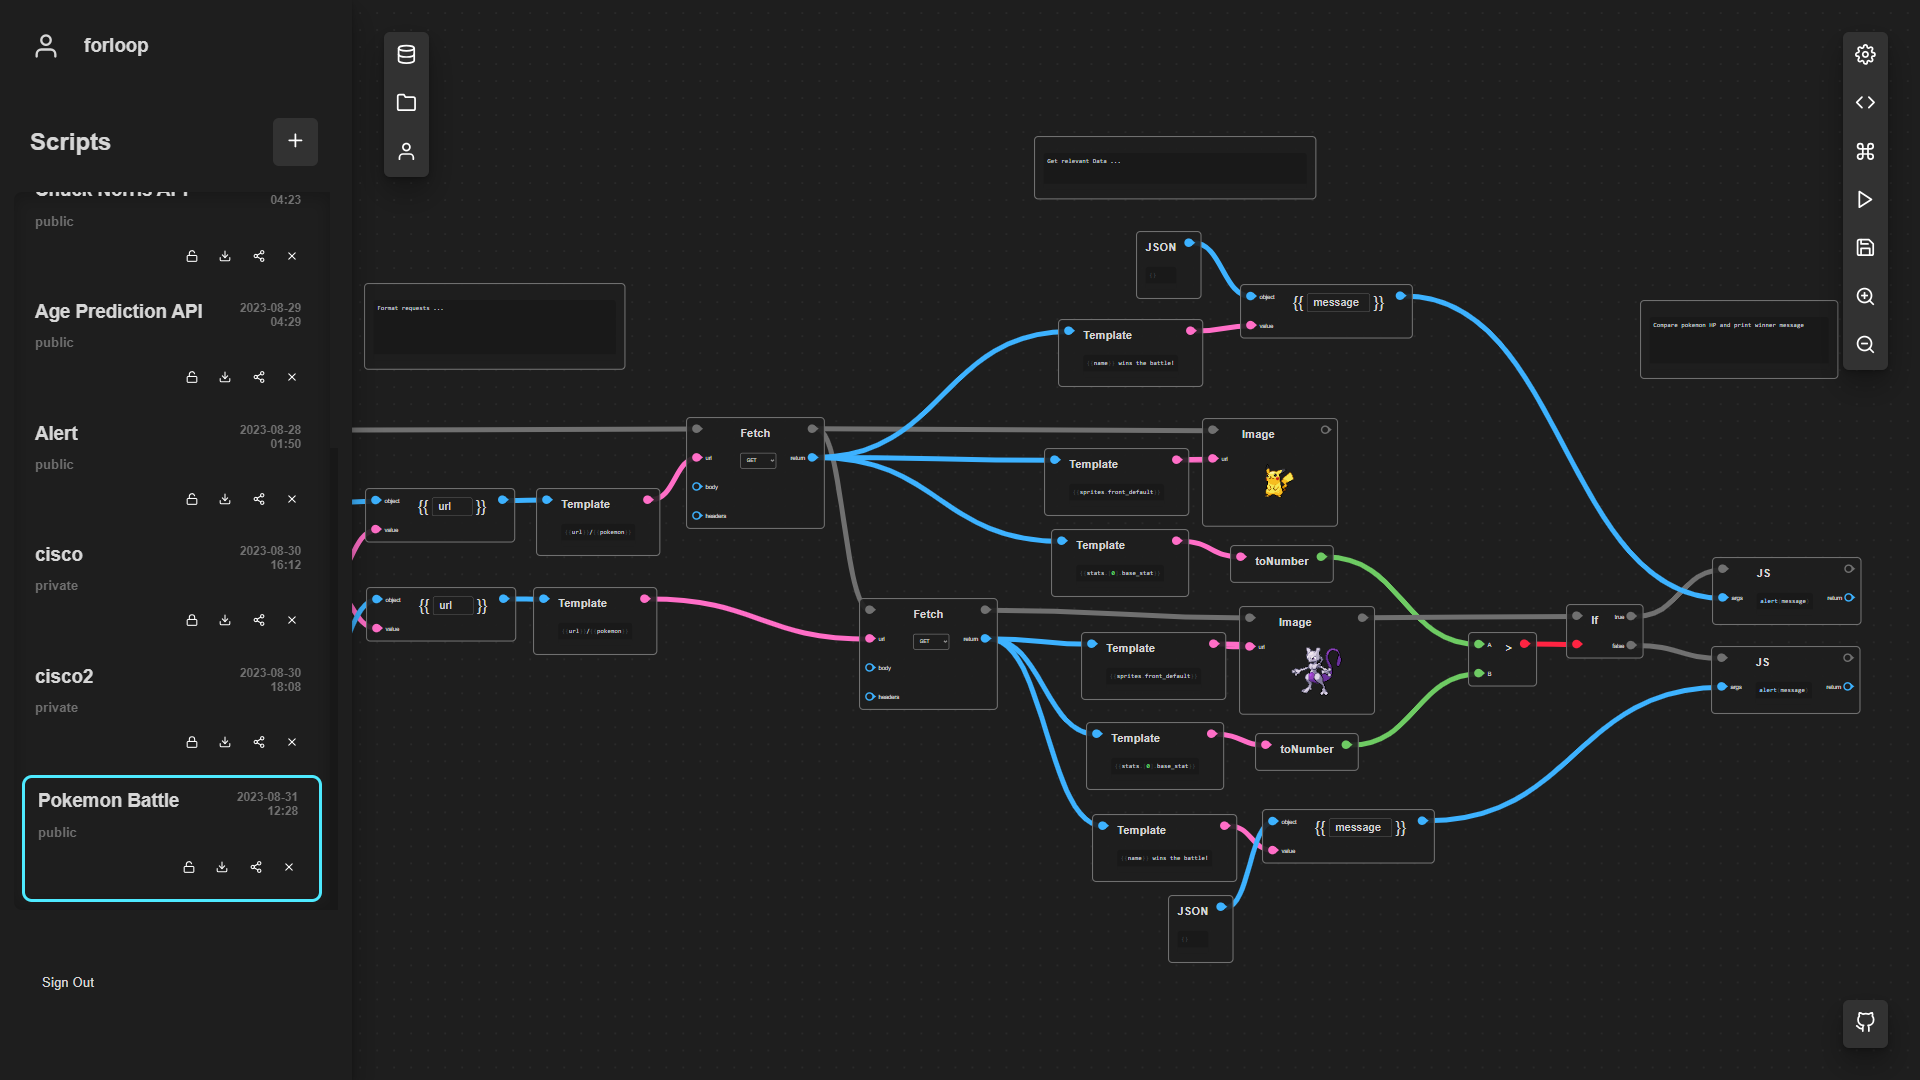 forloop
Scripts
Chuck Norris API
04:23
public
Age Prediction API
2023-08-29
04:29
public
Alert
2023-08-28
01:50
public
cisco
2023-08-30
16:12
private
cisco2
2023-08-30
18:08
private
Pokemon Battle
2023-08-31
12:28
public
Sign Out
Format requests ...
object
{{ url }}
value
Template
{{url}}/{{pokemon}}
object
{{ url }}
value
Template
{{url}}/{{pokemon}}
Fetch
url
GET
return
body
headers
Fetch
url
GET
return
body
headers
Get relevant Data ...
JSON
{}
object
{{ message }}
value
Template
{{name}} wins the battle!
Template
{{sprites.front_default}}
Image
url
Template
{{stats.[0].base_stat}}
toNumber
Template
{{sprites.front_default}}
Image
url
Template
{{stats.[0].base_stat}}
toNumber
Template
{{name}} wins the battle!
object
{{ message }}
value
JSON
{}
A
>
B
If
true
false
Compare pokemon HP and print winner message
JS
args
alert(message)
return
JS
args
alert(message)
return